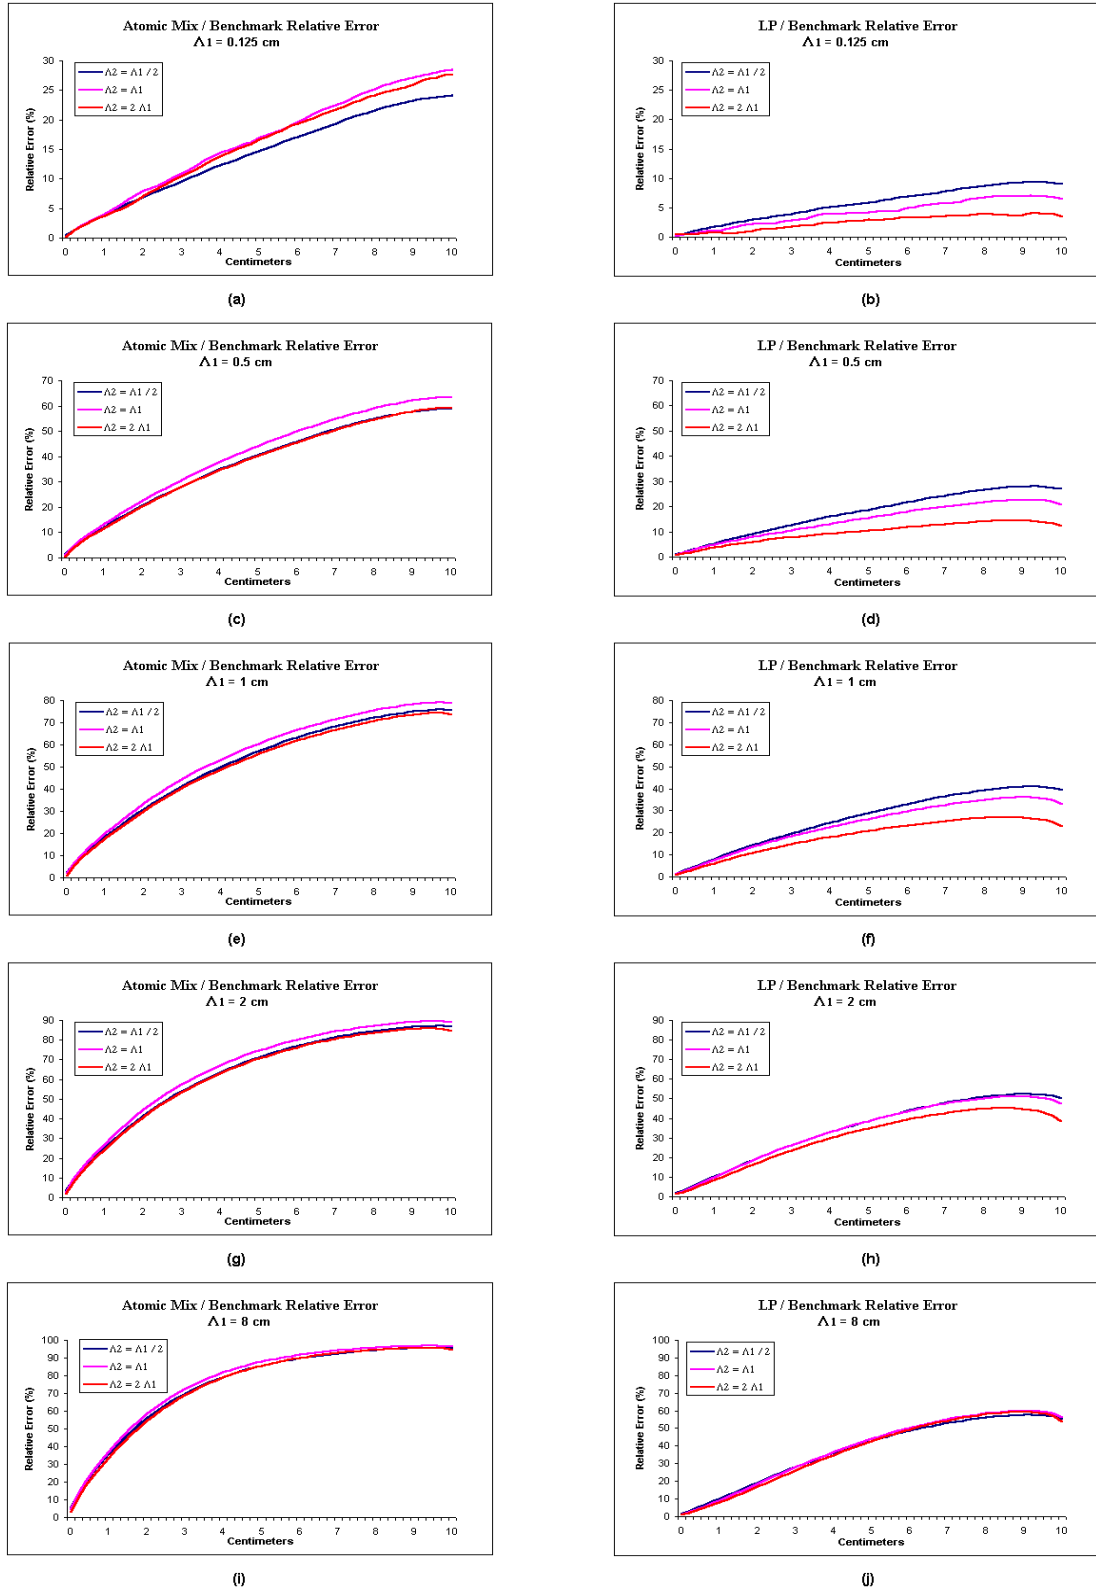 Atomic Mix / Benchmark Relative Error
Λ1 = 0.125 cm
Relative Error (%)
30
25
20
15
10
5
0
Λ2 = Λ1 / 2
Λ2 = Λ1
Λ2 = 2 Λ1
0 1 2 3 4 5 6 7 8 9 10
Centimeters
(a)
LP / Benchmark Relative Error
Λ1 = 0.125 cm
Relative Error (%)
30
25
20
15
10
5
0
Λ2 = Λ1 / 2
Λ2 = Λ1
Λ2 = 2 Λ1
0 1 2 3 4 5 6 7 8 9 10
Centimeters
(b)
Atomic Mix / Benchmark Relative Error
Λ1 = 0.5 cm
Relative Error (%)
70
60
50
40
30
20
10
0
Λ2 = Λ1 / 2
Λ2 = Λ1
Λ2 = 2 Λ1
0 1 2 3 4 5 6 7 8 9 10
Centimeters
(c)
LP / Benchmark Relative Error
Λ1 = 0.5 cm
Relative Error (%)
70
60
50
40
30
20
10
0
Λ2 = Λ1 / 2
Λ2 = Λ1
Λ2 = 2 Λ1
0 1 2 3 4 5 6 7 8 9 10
Centimeters
(d)
Atomic Mix / Benchmark Relative Error
Λ1 = 1 cm
Relative Error (%)
80
70
60
50
40
30
20
10
0
Λ2 = Λ1 / 2
Λ2 = Λ1
Λ2 = 2 Λ1
0 1 2 3 4 5 6 7 8 9 10
Centimeters
(e)
LP / Benchmark Relative Error
Λ1 = 1 cm
Relative Error (%)
80
70
60
50
40
30
20
10
0
Λ2 = Λ1 / 2
Λ2 = Λ1
Λ2 = 2 Λ1
0 1 2 3 4 5 6 7 8 9 10
Centimeters
(f)
Atomic Mix / Benchmark Relative Error
Λ1 = 2 cm
Relative Error (%)
90
80
70
60
50
40
30
20
10
0
Λ2 = Λ1 / 2
Λ2 = Λ1
Λ2 = 2 Λ1
0 1 2 3 4 5 6 7 8 9 10
Centimeters
(g)
LP / Benchmark Relative Error
Λ1 = 2 cm
Relative Error (%)
90
80
70
60
50
40
30
20
10
0
Λ2 = Λ1 / 2
Λ2 = Λ1
Λ2 = 2 Λ1
0 1 2 3 4 5 6 7 8 9 10
Centimeters
(h)
Atomic Mix / Benchmark Relative Error
Λ1 = 8 cm
Relative Error (%)
100
90
80
70
60
50
40
30
20
10
0
Λ2 = Λ1 / 2
Λ2 = Λ1
Λ2 = 2 Λ1
0 1 2 3 4 5 6 7 8 9 10
Centimeters
(i)
LP / Benchmark Relative Error
Λ1 = 8 cm
Relative Error (%)
100
90
80
70
60
50
40
30
20
10
0
Λ2 = Λ1 / 2
Λ2 = Λ1
Λ2 = 2 Λ1
0 1 2 3 4 5 6 7 8 9 10
Centimeters
(j)